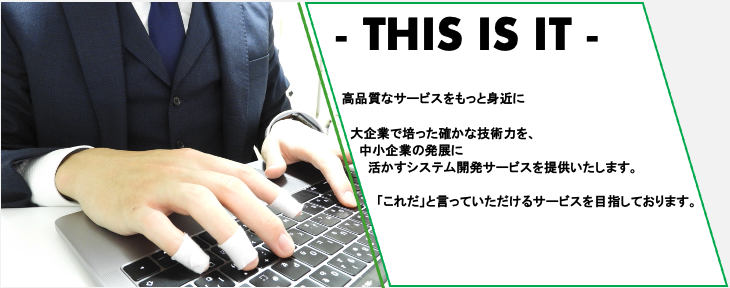 - THIS IS IT -
高品質なサービスをもっと身近に
大企業で培った確かな技術力を、
中小企業の発展に
活かすシステム開発サービスを提供いたします。
「これだ」と言っていただけるサービスを目指しております。